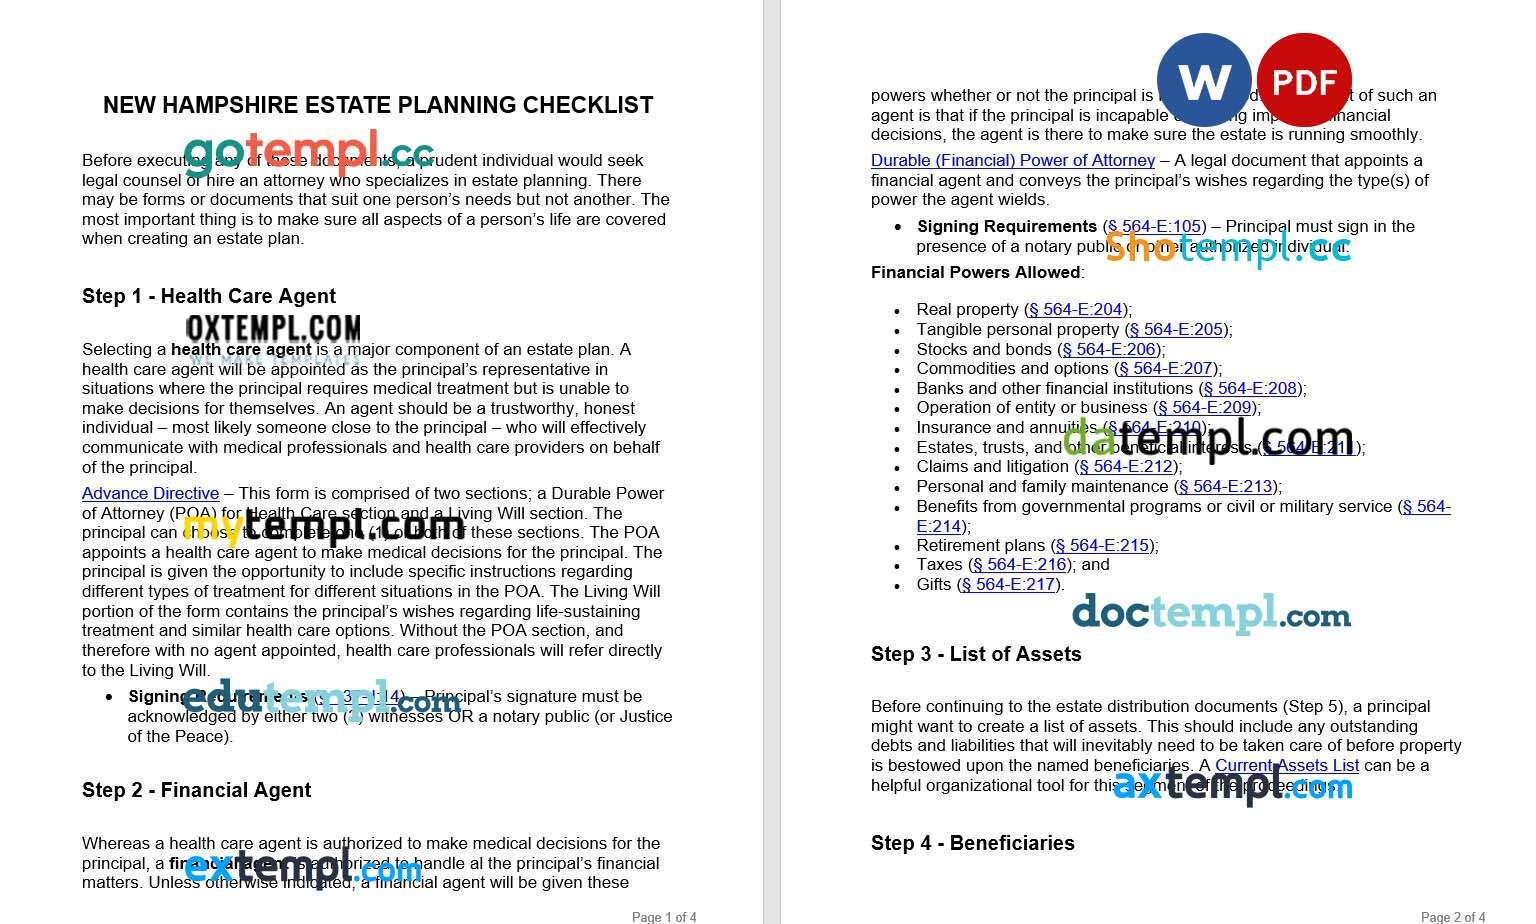 NEW HAMPSHIRE ESTATE PLANNING CHECKLIST
gotempl.cc
Before executing any of these documents, a prudent individual would seek
legal counsel or hire an attorney who specializes in estate planning. There
may be forms or documents that suit one person’s needs but not another. The
most important thing is to make sure all aspects of a person’s life are covered
when creating an estate plan.
Step 1 - Health Care Agent
OXTEMPL.COM
WE MAKE TEMPLATES
Selecting a health care agent is a major component of an estate plan. A
health care agent will be appointed as the principal’s representative in
situations where the principal requires medical treatment but is unable to
make decisions for themselves. An agent should be a trustworthy, honest
individual – most likely someone close to the principal – who will effectively
communicate with medical professionals and health care providers on behalf
of the principal.
Advance Directive – This form is comprised of two sections; a Durable Power
of Attorney (POA) for Health Care section and a Living Will section. The
mytempl.com
principal can choose to complete one (1) or both of these sections. The POA
appoints a health care agent to make medical decisions for the principal. The
principal is given the opportunity to include specific instructions regarding
different types of treatment for different situations in the POA. The Living Will
portion of the form contains the principal’s wishes regarding life-sustaining
treatment and similar health care options. Without the POA section, and
therefore with no agent appointed, health care professionals will refer directly
to the Living Will.
edutempl.com
• Signing Requirements – Principal’s signature must be
acknowledged by either two (2) witnesses OR a notary public (or Justice
of the Peace).
Step 2 - Financial Agent
Whereas a health care agent is authorized to make medical decisions for the
principal, a financial agent is authorized to handle al the principal’s financial
extempl.com
matters. Unless otherwise indicated, a financial agent will be given these
Page 1 of 4
W PDF
powers whether or not the principal is of such an
agent is that if the principal is incapable financial
decisions, the agent is there to make sure the estate is running smoothly.
Durable (Financial) Power of Attorney – A legal document that appoints a
financial agent and conveys the principal’s wishes regarding the type(s) of
power the agent wields.
• Signing Requirements (§ 564-E:105) – Principal must sign in the
presence of a notary public or other authorized individual.
Shotempl.cc
Financial Powers Allowed:
• Real property (§ 564-E:204);
• Tangible personal property (§ 564-E:205);
• Stocks and bonds (§ 564-E:206);
• Commodities and options (§ 564-E:207);
• Banks and other financial institutions (§ 564-E:208);
• Operation of entity or business (§ 564-E:209);
• Insurance and annuities (§ 564-E:210);
datempl.com
• Estates, trusts, and other beneficial interests (§ 564-E:211);
• Claims and litigation (§ 564-E:212);
• Personal and family maintenance (§ 564-E:213);
• Benefits from governmental programs or civil or military service (§ 564-
E:214);
• Retirement plans (§ 564-E:215);
• Taxes (§ 564-E:216); and
• Gifts (§ 564-E:217).
doctempl.com
Step 3 - List of Assets
Before continuing to the estate distribution documents (Step 5), a principal
might want to create a list of assets. This should include any outstanding
debts and liabilities that will inevitably need to be taken care of before property
is bestowed upon the named beneficiaries. A Current Assets List can be a
helpful organizational tool for this segment of the proceedings.
axtempl.com
Step 4 - Beneficiaries
Page 2 of 4